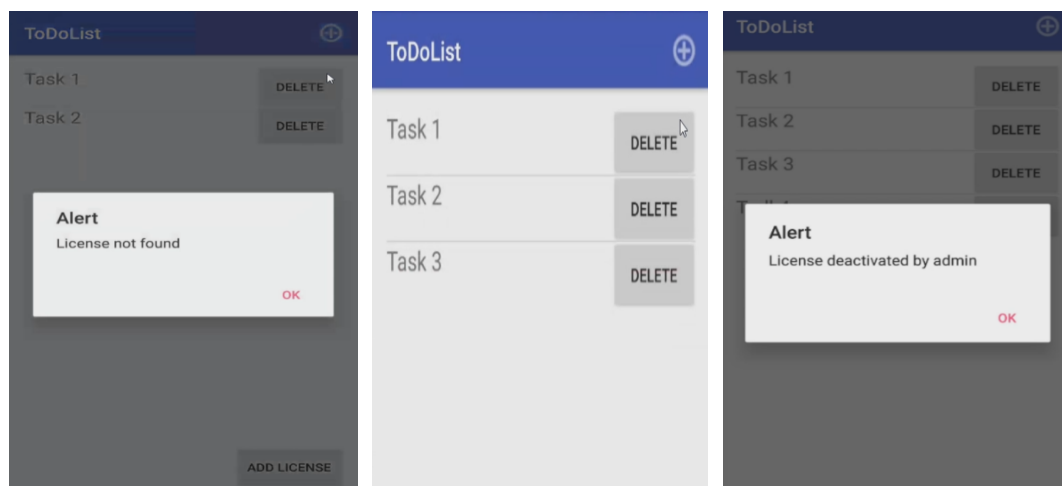 ToDoList
Task 1
DELETE
Task 2
DELETE
Alert
License not found
OK
ADD LICENSE
ToDoList
Task 1
DELETE
Task 2
DELETE
Task 3
DELETE
ToDoList
Task 1
DELETE
Task 2
DELETE
Task 3
DELETE
Alert
License deactivated by admin
OK